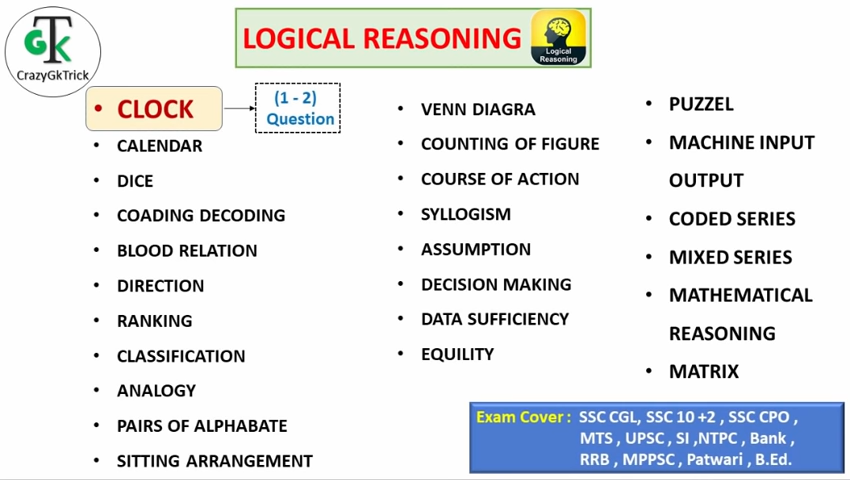 GTK
CrazyGkTrick
LOGICAL REASONING
Logical
Reasoning
• CLOCK
(1 - 2)
Question
• CALENDAR
• DICE
• COADING DECODING
• BLOOD RELATION
• DIRECTION
• RANKING
• CLASSIFICATION
• ANALOGY
• PAIRS OF ALPHABATE
• SITTING ARRANGEMENT
• VENN DIAGRA
• COUNTING OF FIGURE
• COURSE OF ACTION
• SYLLOGISM
• ASSUMPTION
• DECISION MAKING
• DATA SUFFICIENCY
• EQUILITY
• PUZZEL
• MACHINE INPUT
OUTPUT
• CODED SERIES
• MIXED SERIES
• MATHEMATICAL
REASONING
• MATRIX
Exam Cover : SSC CGL, SSC 10 +2 , SSC CPO ,
MTS , UPSC , SI ,NTPC , Bank ,
RRB , MPPSC , Patwari , B.Ed.